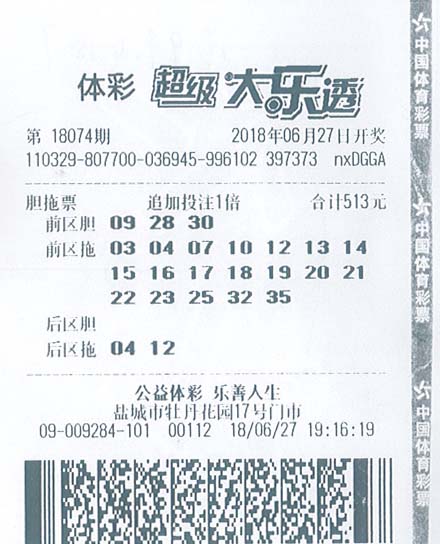 体彩 超级大乐透
第 18074期 2018年06月27日开奖
110329-807700-036945-996102 397373 nxDGGA
胆拖票 追加投注1倍 合计513元
前区胆 09 28 30
前区拖 03 04 07 10 12 13 14
15 16 17 18 19 20 21
22 23 25 32 35
后区胆
后区拖 04 12
公益体彩 乐善人生
盐城市牡丹花园17号门市
09-009284-101 00112 18/06/27 19:16:19
中国体育彩票
中国体育彩票
中国体育彩票